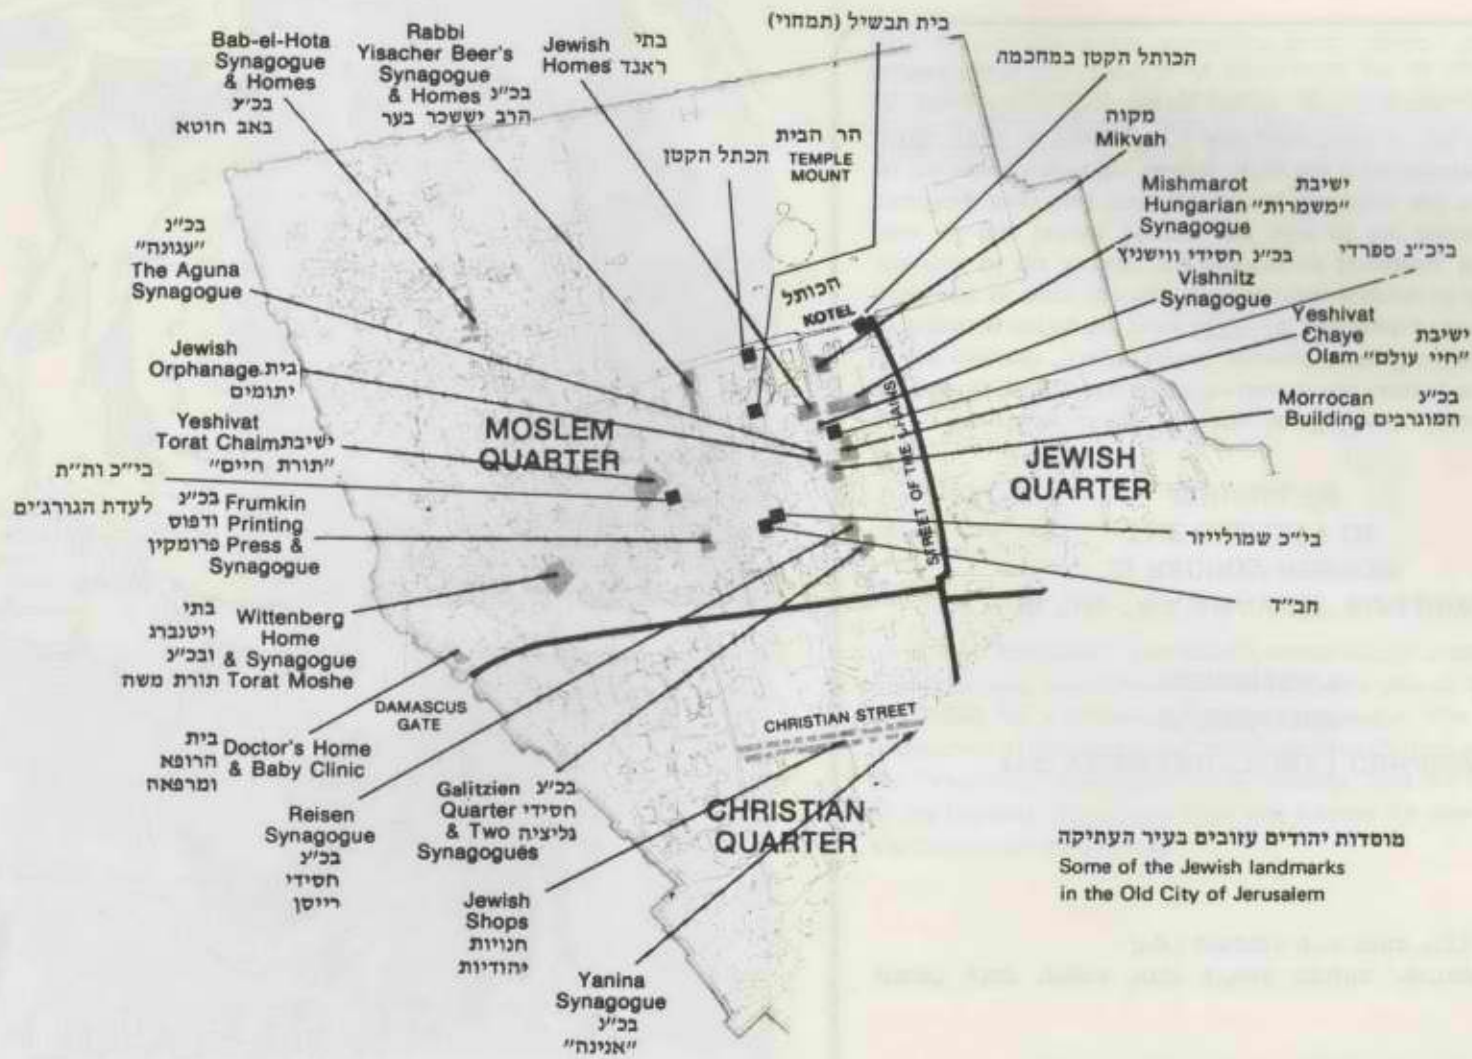 בית תבשיל (תמחוי)
Bab-el-Hota
Synagogue
& Homes
בכ"צ
באב חוטא
Rabbi
Yisacher Beer's
Synagogue
& Homes בכ"נ
הרב יששכר בער
Jewish בתי
Homes ראנד
הכותל הקטן במחכמה
מקוה
Mikvah
הר הבית
TEMPLE
MOUNT
הכתל הקטן
Mishmarot ישיבת
Hungarian "משמרות"
Synagogue
בכ"נ חסידי ווישניץ
Vishnitz
Synagogue
ביכ"נ ספרדי
Yeshivat
Chaye ישיבת
Olam "חיי עולם"
Morrocan בכ"נ
Building המוגרבים
בכ"נ
"עגונה"
The Aguna
Synagogue
הכותל
KOTEL
Jewish
Orphanage בית
יתומים
Yeshivat
Torat Chaim ישיבת
"תורת חיים"
MOSLEM
QUARTER
STREET OF THE CHAINS
JEWISH
QUARTER
בי"כ ות"ת
לעדת הגורג'ים
בכ"נ Frumkin
ודפוס Printing
פרומקין Press &
Synagogue
בי"כ שמולייזר
חב"ד
בתי
ויטנברג Wittenberg
Home
ובכ"נ & Synagogue
תורת משה Torat Moshe
DAMASCUS
GATE
CHRISTIAN STREET
בית
הרופא Doctor's Home
ומרפאה & Baby Clinic
Reisen
Synagogue
בכ"נ
חסידי
רייסן
Galitzien בכ"נ
Quarter חסידי
& Two גליציה
Synagogues
CHRISTIAN
QUARTER
Jewish
Shops
חנויות
יהודיות
Yanina
Synagogue
בכ"נ
"אנינה"
מוסדות יהודים עזובים בעיר העתיקה
Some of the Jewish landmarks
in the Old City of Jerusalem